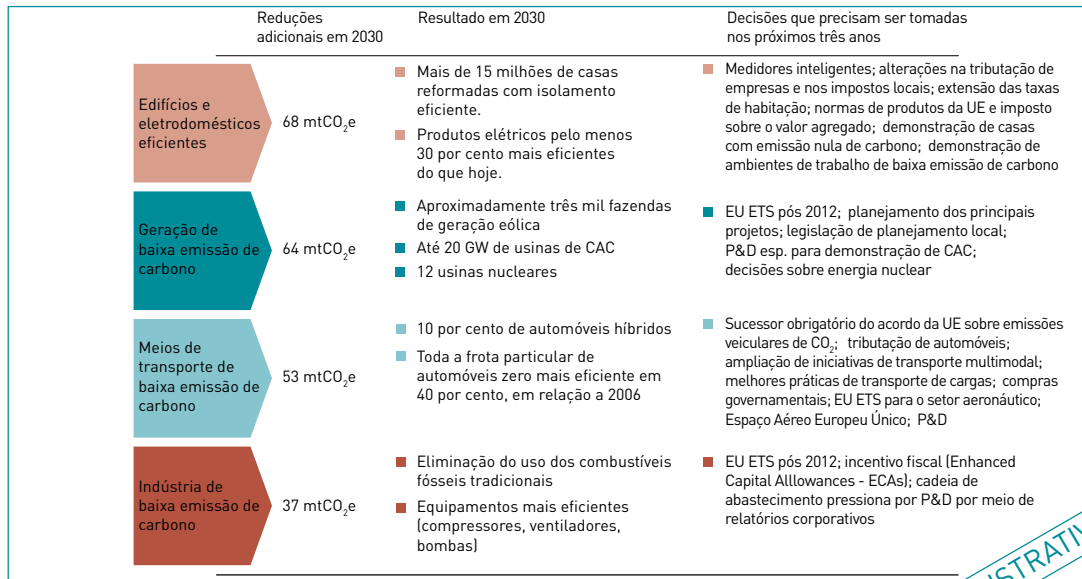 Reduções
adicionais em 2030
Resultado em 2030
Decisões que precisam ser tomadas
nos próximos três anos
Edifícios e
eletrodomésticos
eficientes
68 mtCO₂e
Mais de 15 milhões de casas
reformadas com isolamento
eficiente.
Produtos elétricos pelo menos
30 por cento mais eficientes
do que hoje.
Medidores inteligentes; alterações na tributação de
empresas e nos impostos locais; extensão das taxas
de habitação; normas de produtos da UE e imposto
sobre o valor agregado; demonstração de casas
com emissão nula de carbono; demonstração de
ambientes de trabalho de baixa emissão de carbono
Geração de
baixa emissão de
carbono
64 mtCO₂e
Aproximadamente três mil fazendas
de geração eólica
Até 20 GW de usinas de CAC
12 usinas nucleares
EU ETS pós 2012; planejamento dos principais
projetos; legislação de planejamento local;
P&D esp. para demonstração de CAC;
decisões sobre energia nuclear
Meios de
transporte de
baixa emissão de
carbono
53 mtCO₂e
10 por cento de automóveis híbridos
Toda a frota particular de
automóveis zero mais eficiente em
40 por cento, em relação a 2006
Sucessor obrigatório do acordo da UE sobre emissões
veiculares de CO₂; tributação de automóveis;
ampliação de iniciativas de transporte multimodal;
melhores práticas de transporte de cargas; compras
governamentais; EU ETS para o setor aeronáutico;
Espaço Aéreo Europeu Único; P&D
Indústria de
baixa emissão de
carbono
37 mtCO₂e
Eliminação do uso dos combustíveis
fósseis tradicionais
Equipamentos mais eficientes
(compressores, ventiladores,
bombas)
EU ETS pós 2012; incentivo fiscal (Enhanced
Capital Alllowances - ECAs); cadeia de
abastecimento pressiona por P&D por meio de
relatórios corporativos